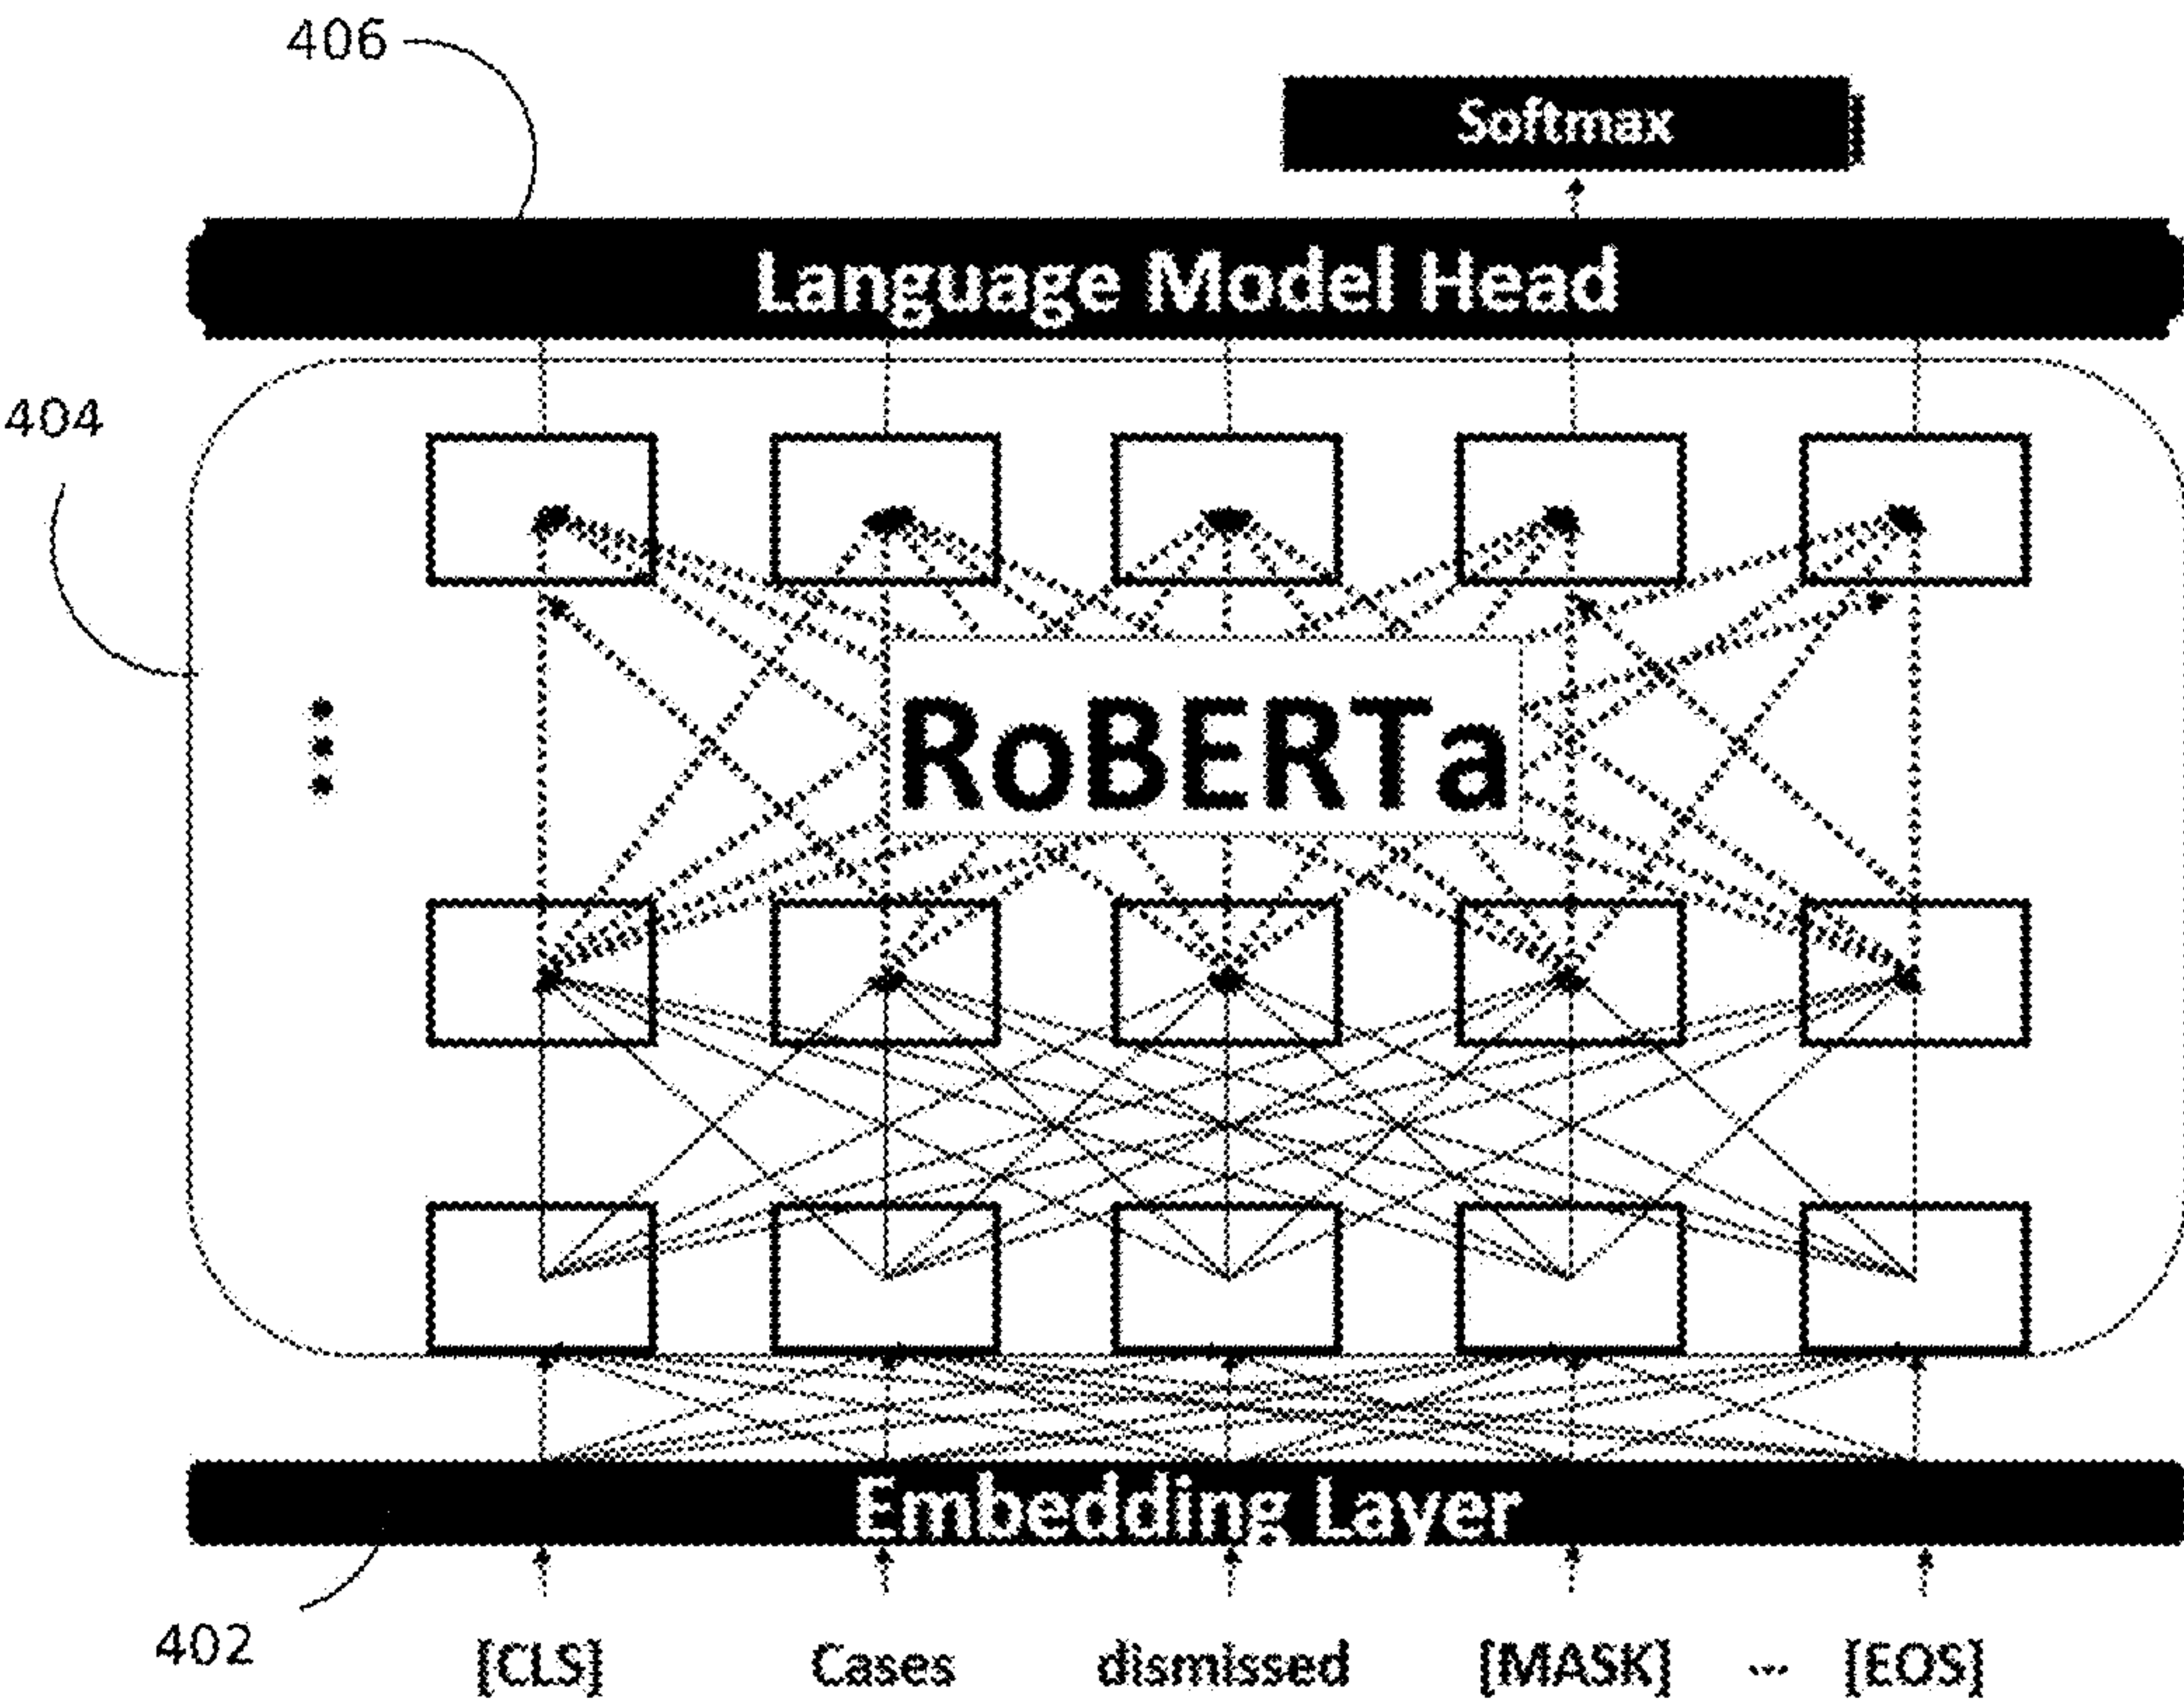 406
Softmax
Language Model Head
404
RoBERTa
Embedding Layer
402
[CLS] Cases dismissed [MASK] ... [EOS]